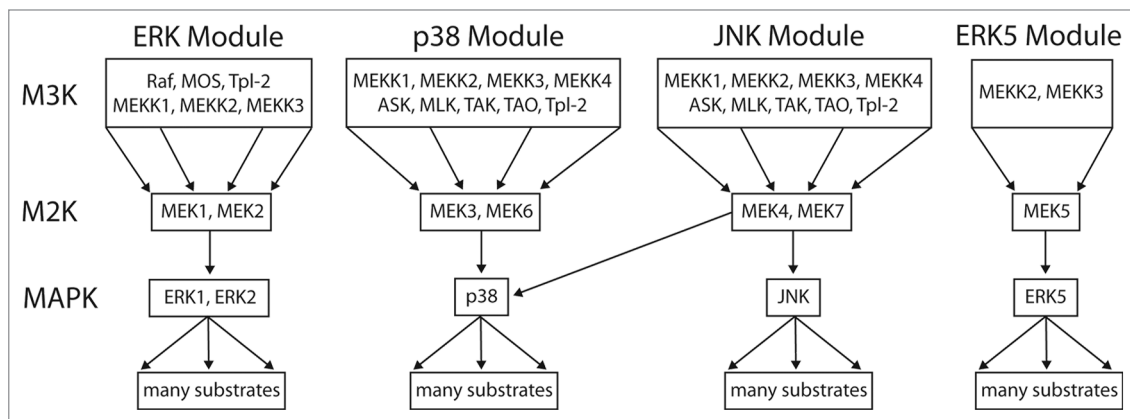 ERK Module
p38 Module
JNK Module
ERK5 Module
M3K
Raf, MOS, Tpl-2
MEKK1, MEKK2, MEKK3
MEKK1, MEKK2, MEKK3, MEKK4
ASK, MLK, TAK, TAO, Tpl-2
MEKK1, MEKK2, MEKK3, MEKK4
ASK, MLK, TAK, TAO, Tpl-2
MEKK2, MEKK3
M2K
MEK1, MEK2
MEK3, MEK6
MEK4, MEK7
MEK5
MAPK
ERK1, ERK2
p38
JNK
ERK5
many substrates
many substrates
many substrates
many substrates